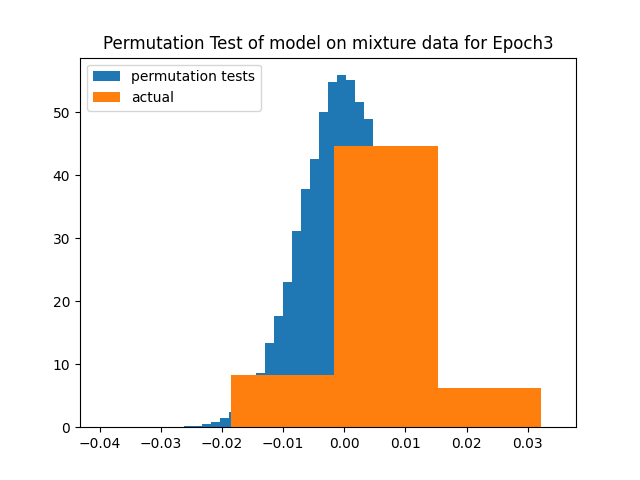 Permutation Test of model on mixture data for Epoch3
permutation tests
actual
50
40
30
20
10
0
−0.04 −0.03 −0.02 −0.01 0.00 0.01 0.02 0.03